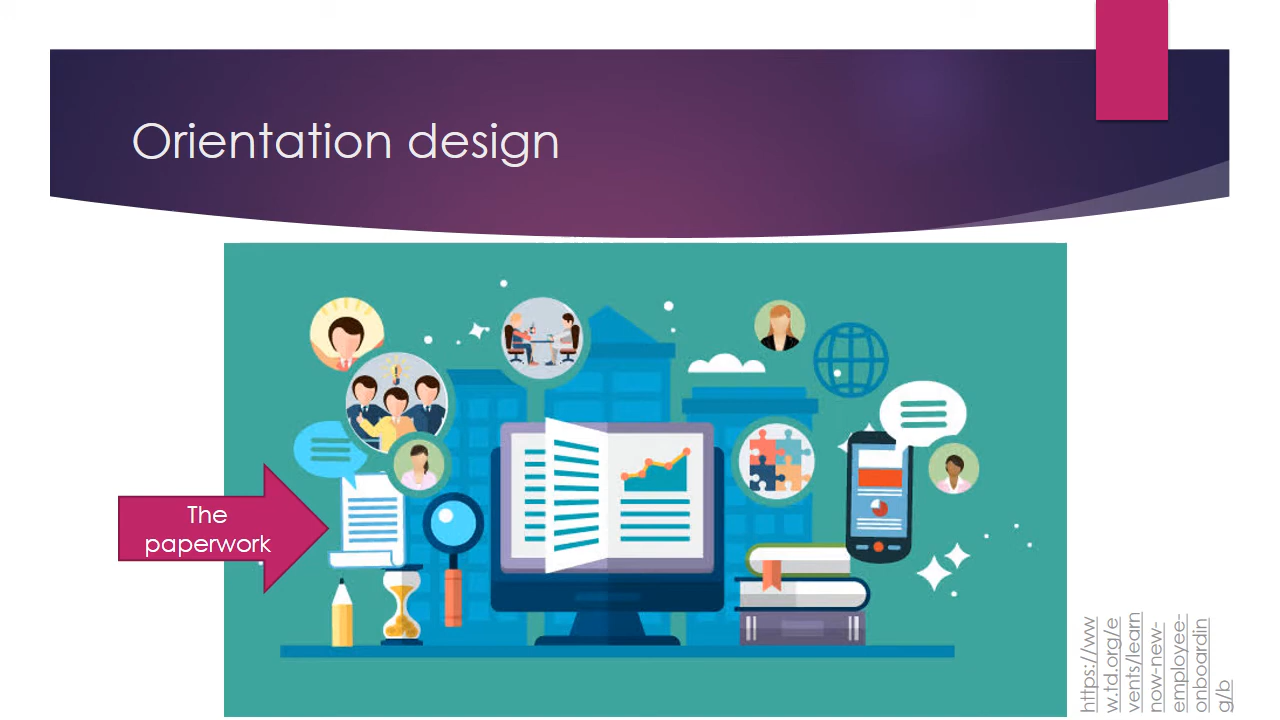 Orientation design
The
paperwork
https://ww
w.td.org/e
vents/learn
now-new-
employee-
onboardin
g/b